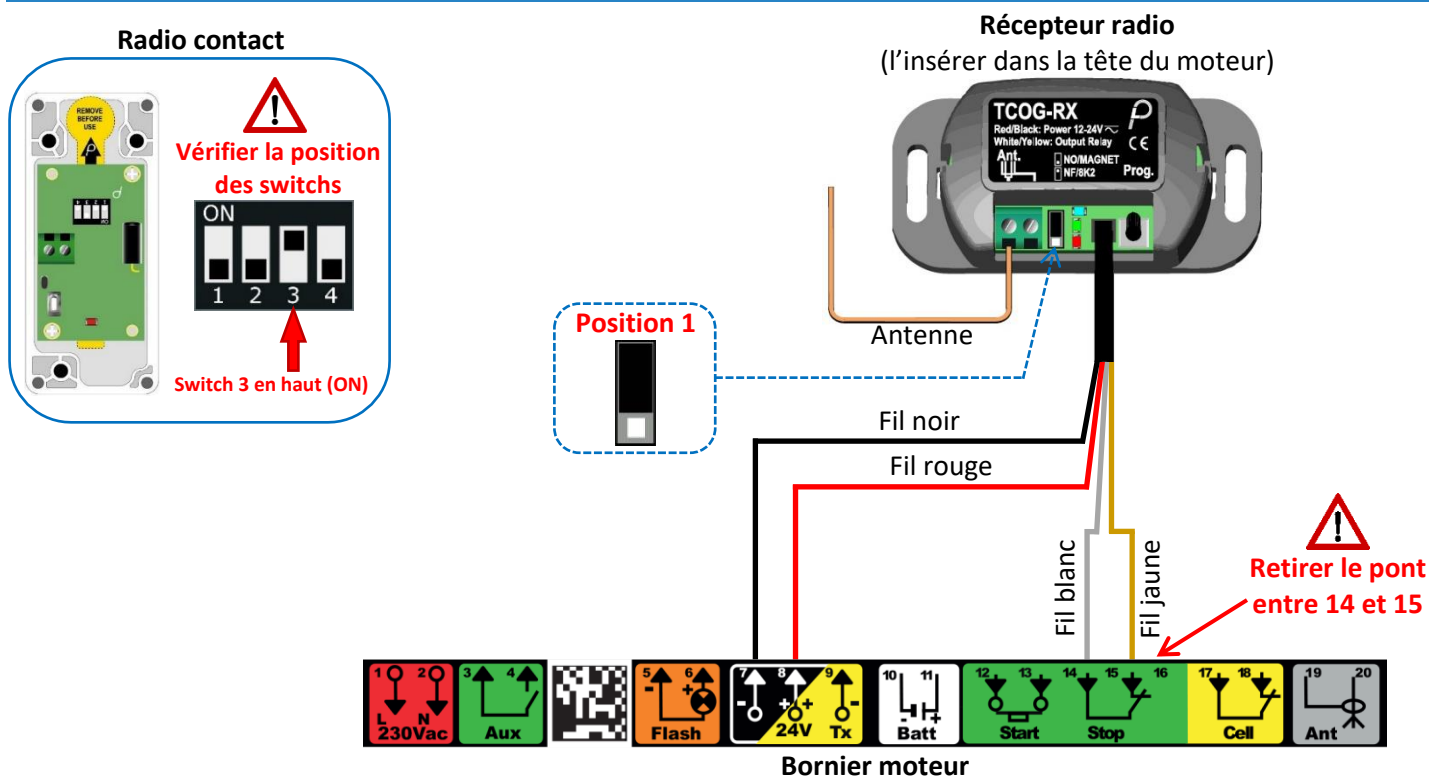 Radio contact
REMOVE
BEFORE
USE
Vérifier la position
des switchs
ON
1 2 3 4
Switch 3 en haut (ON)
Récepteur radio
(l'insérer dans la tête du moteur)
TCOG-RX
Red/Black: Power 12-24V
White/Yellow: Output Relay
CE
Ant.
NO/MAGNET
NF/8K2
Prog.
Position 1
Antenne
Fil noir
Fil rouge
Fil blanc
Fil jaune
Retirer le pont
entre 14 et 15
1 2 3 4 5 6 7 8 9 10 11 12 13 14 15 16 17 18 19 20
- + - + + - - +
L N
230Vac Aux Flash 24V Tx Batt Start Stop Cell Ant
Bornier moteur